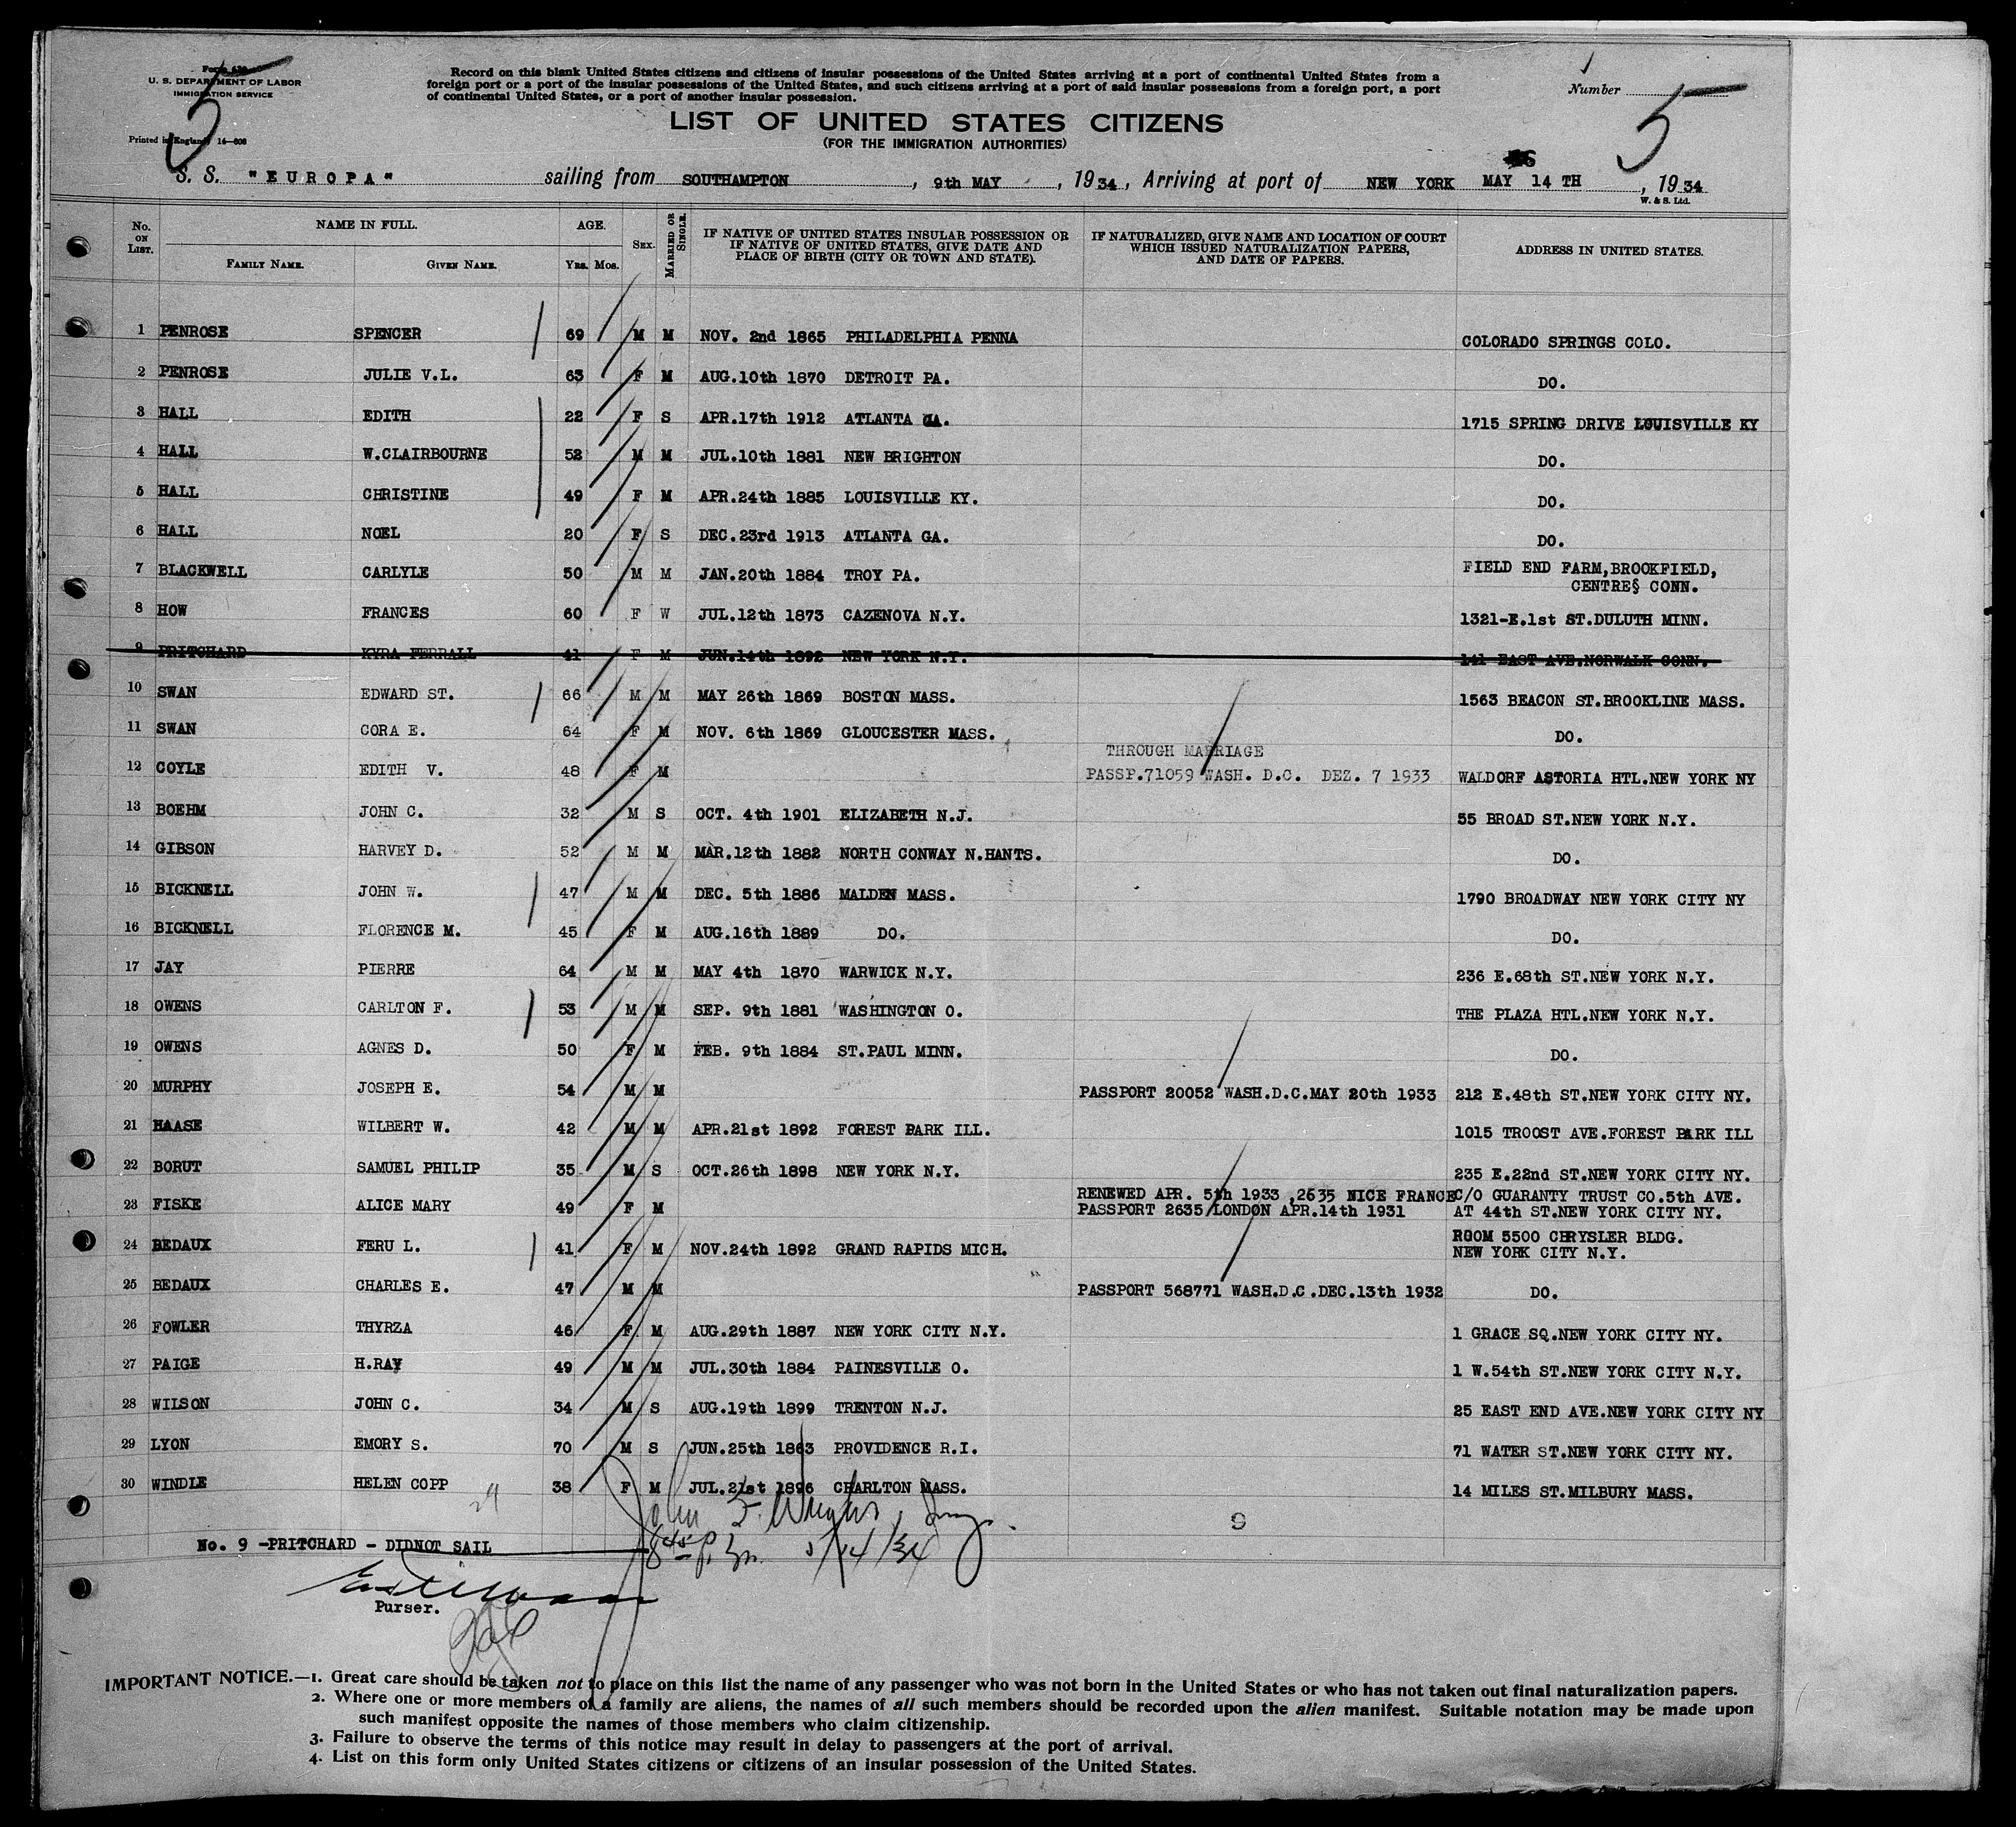 Form 630
U. S. DEPARTMENT OF LABOR
IMMIGRATION SERVICE
Printed in England 14—808
5
Record on this blank United States citizens and citizens of insular possessions of the United States arriving at a port of continental United States from a
foreign port or a port of the insular possessions of the United States, and such citizens arriving at a port of said insular possessions from a foreign port, a port
of continental United States, or a port of another insular possession.
Number 5
LIST OF UNITED STATES CITIZENS
(FOR THE IMMIGRATION AUTHORITIES)
S. S. "EUROPA" sailing from SOUTHAMPTON, 9th MAY, 1934, Arriving at port of NEW YORK MAY 14 TH, 1934
W. & S. Ltd.
No. ON LIST. NAME IN FULL. FAMILY NAME. GIVEN NAME. AGE. YRS. MOS. SEX. MARRIED OR SINGLE. IF NATIVE OF UNITED STATES INSULAR POSSESSION OR IF NATIVE OF UNITED STATES, GIVE DATE AND PLACE OF BIRTH (CITY OR TOWN AND STATE). IF NATURALIZED, GIVE NAME AND LOCATION OF COURT WHICH ISSUED NATURALIZATION PAPERS, AND DATE OF PAPERS. ADDRESS IN UNITED STATES.
1 PENROSE SPENCER 69 M M NOV. 2nd 1865 PHILADELPHIA PENNA COLORADO SPRINGS COLO.
2 PENROSE JULIE V.L. 63 F M AUG.10th 1870 DETROIT PA. DO.
3 HALL EDITH 22 F S APR.17th 1912 ATLANTA GA. 1715 SPRING DRIVE LOUISVILLE KY
4 HALL W.CLAIRBOURNE 52 M M JUL.10th 1881 NEW BRIGHTON DO.
5 HALL CHRISTINE 49 F M APR.24th 1885 LOUISVILLE KY. DO.
6 HALL NOEL 20 F S DEC.23rd 1913 ATLANTA GA. DO.
7 BLACKWELL CARLYLE 50 M M JAN.20th 1884 TROY PA. FIELD END FARM,BROOKFIELD,
CENTRE§ CONN.
8 HOW FRANCES 60 F W JUL.12th 1873 CAZENOVA N.Y. 1321-E.1st ST.DULUTH MINN.
9 PRITCHARD KYRA FERRALL 41 F M JUN.14th 1892 NEW YORK N.Y. 141 EAST AVE.NORWALK CONN.
10 SWAN EDWARD ST. 66 M M MAY 26th 1869 BOSTON MASS. 1563 BEACON ST.BROOKLINE MASS.
11 SWAN CORA E. 64 F M NOV. 6th 1869 GLOUCESTER MASS. DO.
THROUGH MARRIAGE
12 COYLE EDITH V. 48 F M PASSP.71059 WASH. D.C. DEZ. 7 1933 WALDORF ASTORIA HTL.NEW YORK NY
13 BOEHM JOHN C. 32 M S OCT. 4th 1901 ELIZABETH N.J. 55 BROAD ST.NEW YORK N.Y.
14 GIBSON HARVEY D. 52 M M MAR.12th 1882 NORTH CONWAY N.HANTS. DO.
15 BICKNELL JOHN W. 47 M M DEC. 5th 1886 MALDEN MASS. 1790 BROADWAY NEW YORK CITY NY
16 BICKNELL FLORENCE M. 45 F M AUG.16th 1889 DO. DO.
17 JAY PIERRE 64 M M MAY 4th 1870 WARWICK N.Y. 236 E.68th ST.NEW YORK N.Y.
18 OWENS CARLTON F. 53 M M SEP. 9th 1881 WASHINGTON O. THE PLAZA HTL.NEW YORK N.Y.
19 OWENS AGNES D. 50 F M FEB. 9th 1884 ST.PAUL MINN. DO.
20 MURPHY JOSEPH E. 54 M M PASSPORT 20052 WASH.D.C.MAY 20th 1933 212 E.48th ST.NEW YORK CITY NY.
21 HAASE WILBERT W. 42 M M APR.21st 1892 FOREST PARK ILL. 1015 TROOST AVE.FOREST PARK ILL
22 BORUT SAMUEL PHILIP 35 M S OCT.26th 1898 NEW YORK N.Y. 235 E.22nd ST.NEW YORK CITY NY.
RENEWED APR. 5th 1933 ,2635 NICE FRANCE C/O GUARANTY TRUST CO.5th AVE.
23 FISKE ALICE MARY 49 F M PASSPORT 2635 LONDON APR.14th 1931 AT 44th ST.NEW YORK CITY NY.
24 BEDAUX FERU L. 41 F M NOV.24th 1892 GRAND RAPIDS MICH. ROOM 5500 CHRYSLER BLDG.
NEW YORK CITY N.Y.
25 BEDAUX CHARLES E. 47 M M PASSPORT 568771 WASH.D.C.DEC.13th 1932 DO.
26 FOWLER THYRZA 46 F M AUG.29th 1887 NEW YORK CITY N.Y. 1 GRACE SQ.NEW YORK CITY NY.
27 PAIGE H.RAY 49 M M JUL.30th 1884 PAINESVILLE O. 1 W.54th ST.NEW YORK CITY N.Y.
28 WILSON JOHN C. 34 M S AUG.19th 1899 TRENTON N.J. 25 EAST END AVE.NEW YORK CITY NY
29 LYON EMORY S. 70 M S JUN.25th 1863 PROVIDENCE R.I. 71 WATER ST.NEW YORK CITY NY.
30 WINDLE HELEN COPP 38 F M JUL.21st 1896 CHARLTON MASS. 14 MILES ST.MILBURY MASS.
29
9
No. 9 -PRITCHARD - DIDNOT SAIL
8 45 p.m. 5/14/34
Purser.
IMPORTANT NOTICE.—1. Great care should be taken not to place on this list the name of any passenger who was not born in the United States or who has not taken out final naturalization papers.
2. Where one or more members of a family are aliens, the names of all such members should be recorded upon the alien manifest. Suitable notation may be made upon
such manifest opposite the names of those members who claim citizenship.
3. Failure to observe the terms of this notice may result in delay to passengers at the port of arrival.
4. List on this form only United States citizens or citizens of an insular possession of the United States.